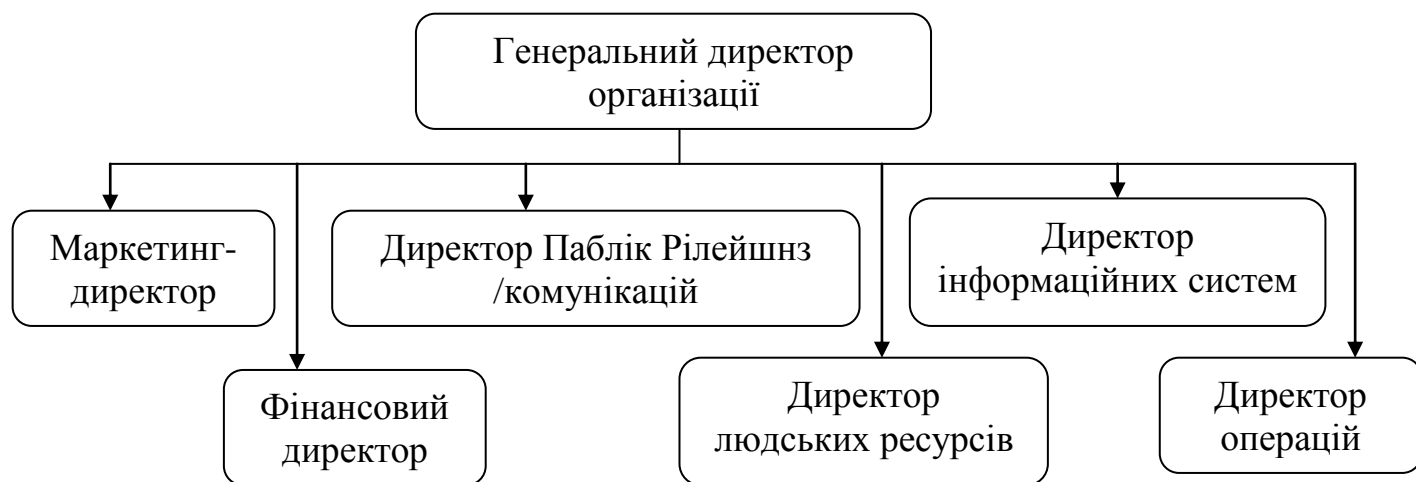 Генеральний директор
організації
Маркетинг-
директор
Директор Паблік Рілейшнз
/комунікацій
Директор
інформаційних систем
Фінансовий
директор
Директор
людських ресурсів
Директор
операцій